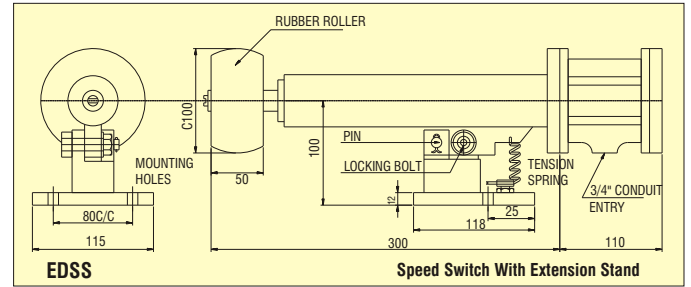 RUBBER ROLLER
C100
100
PIN
LOCKING BOLT
MOUNTING
HOLES
TENSION
SPRING
3/4" CONDUIT
ENTRY
50
12
80C/C
25
115
118
300
110
EDSS
Speed Switch With Extension Stand